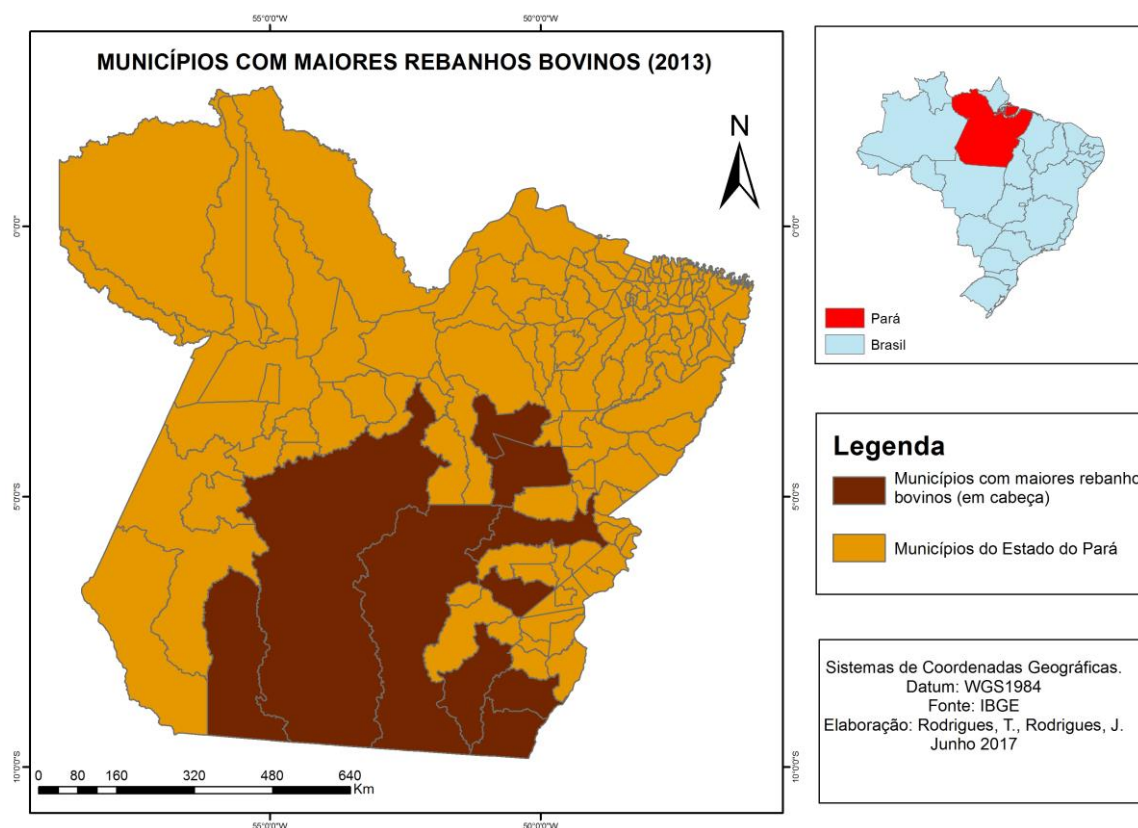 55°0'0"W
50°0'0"W
MUNICÍPIOS COM MAIORES REBANHOS BOVINOS (2013)
N
0°0'0"
0°0'0"
5°0'0"S
5°0'0"S
10°0'0"S
10°0'0"S
0 80 160 320 480 640
Km
55°0'0"W
50°0'0"W
Pará
Brasil
Legenda
Municípios com maiores rebanho
bovinos (em cabeça)
Municípios do Estado do Pará
Sistemas de Coordenadas Geográficas.
Datum: WGS1984
Fonte: IBGE
Elaboração: Rodrigues, T., Rodrigues, J.
Junho 2017